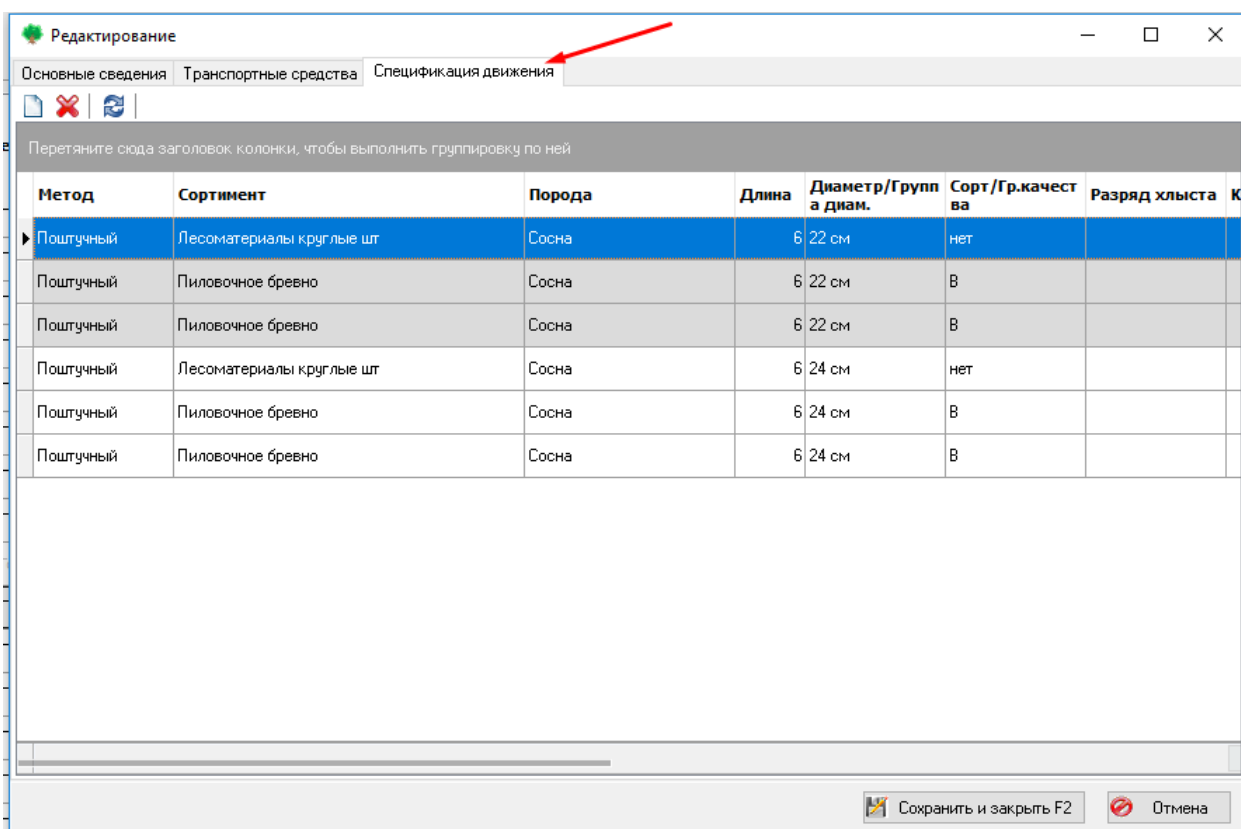 Редактирование
Основные сведения Транспортные средства Спецификация движения
Перетяните сюда заголовок колонки, чтобы выполнить группировку по ней
Метод Сортимент Порода Длина Диаметр/Групп Сорт/Гр.качест Разряд хлыста К
а диам. ва
Поштучный Лесоматериалы круглые шт Сосна 6 22 см нет
Поштучный Пиловочное бревно Сосна 6 22 см В
Поштучный Пиловочное бревно Сосна 6 22 см В
Поштучный Лесоматериалы круглые шт Сосна 6 24 см нет
Поштучный Пиловочное бревно Сосна 6 24 см В
Поштучный Пиловочное бревно Сосна 6 24 см В
Сохранить и закрыть F2 Отмена